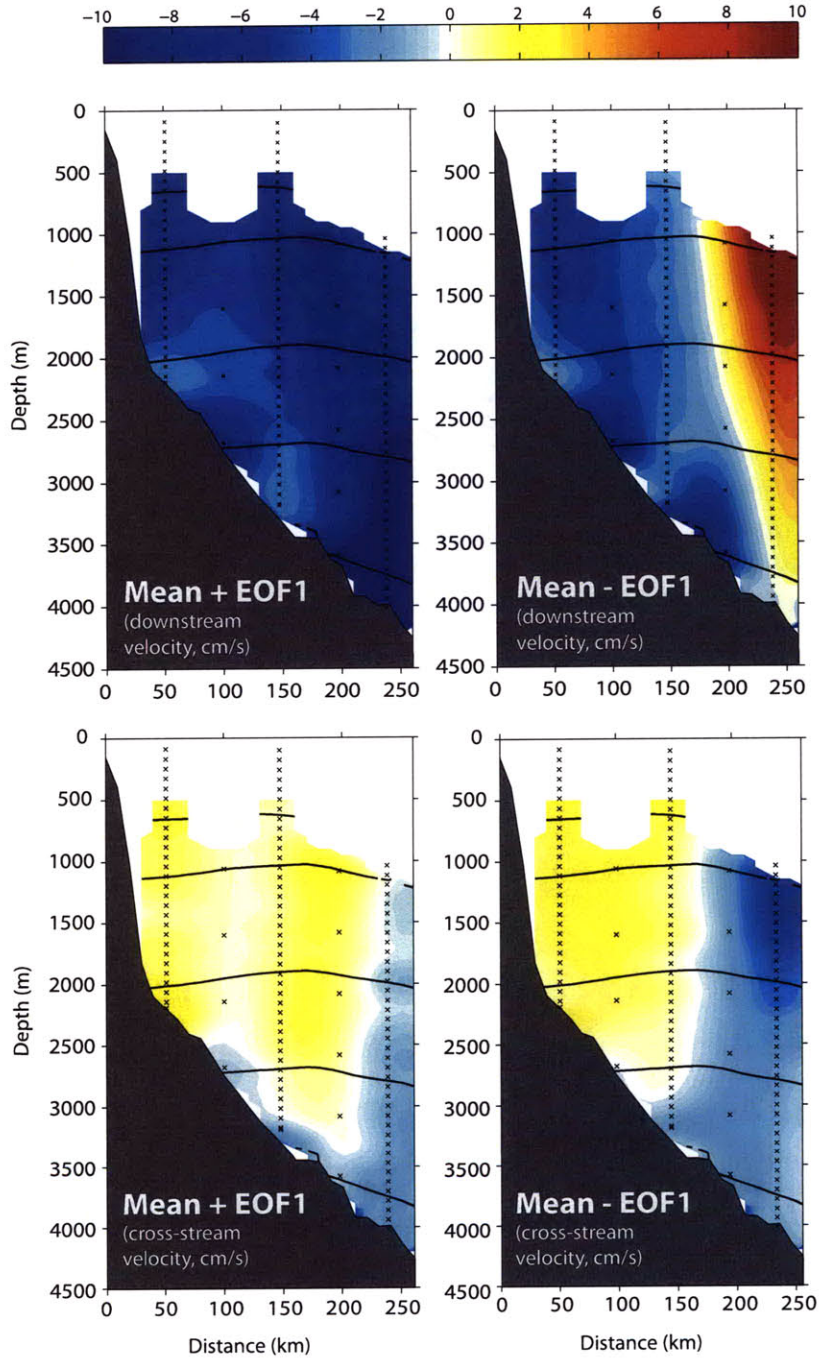 −10 −8 −6 −4 −2 0 2 4 6 8 10
0
500
1000
1500
2000
2500
3000
3500
4000
4500
Depth (m)
0 50 100 150 200 250
Mean + EOF1
(downstream
velocity, cm/s)
0
500
1000
1500
2000
2500
3000
3500
4000
4500
0 50 100 150 200 250
Mean - EOF1
(downstream
velocity, cm/s)
0
500
1000
1500
2000
2500
3000
3500
4000
4500
Depth (m)
0 50 100 150 200 250
Distance (km)
Mean + EOF1
(cross-stream
velocity, cm/s)
0
500
1000
1500
2000
2500
3000
3500
4000
4500
0 50 100 150 200 250
Distance (km)
Mean - EOF1
(cross-stream
velocity, cm/s)